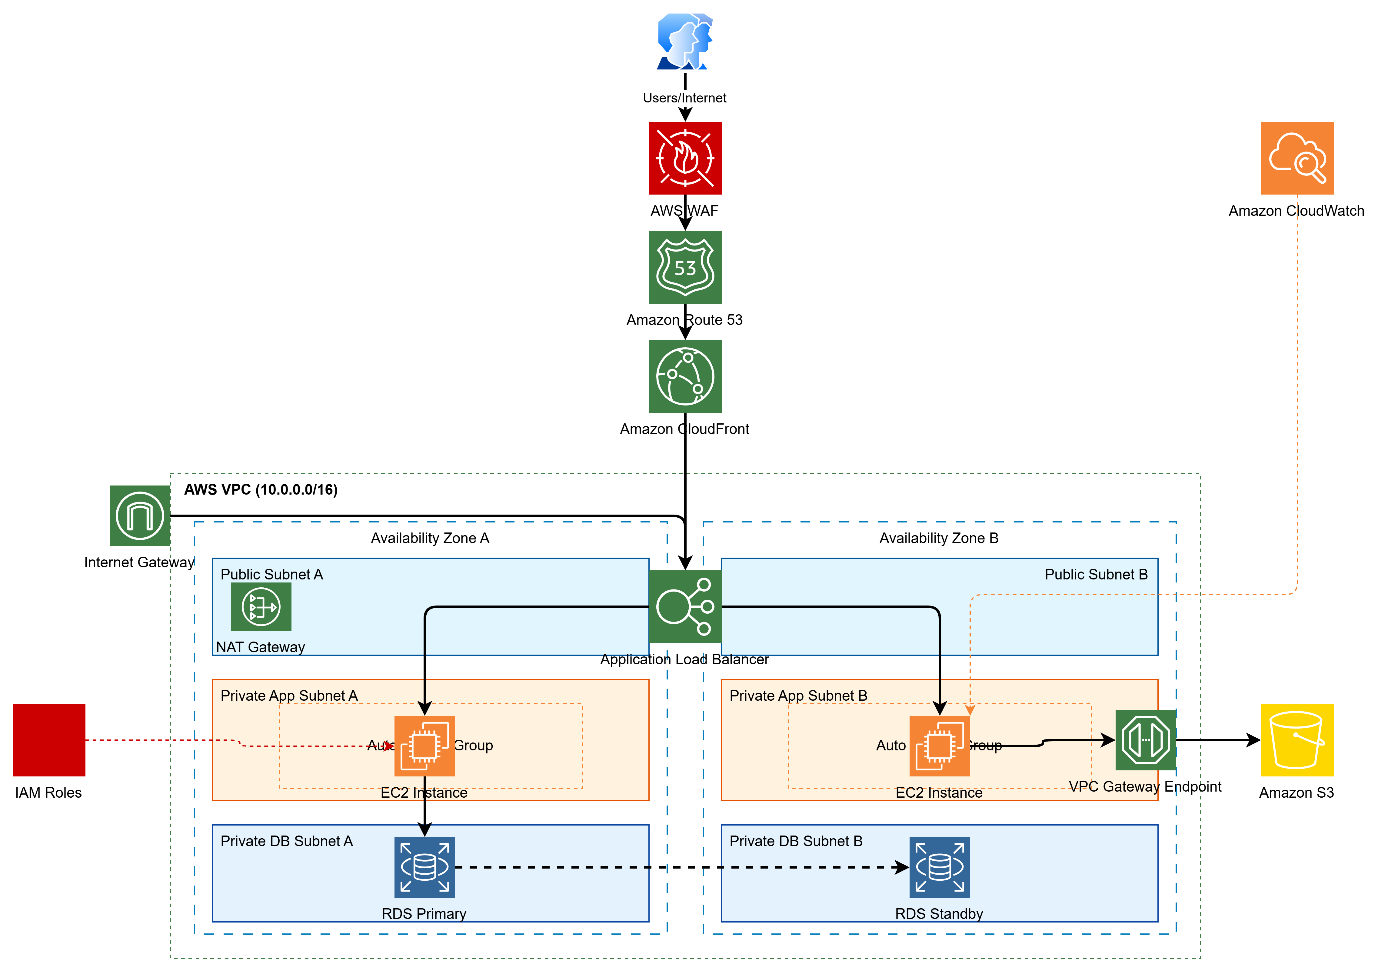 Users/Internet
AWS WAF
Amazon CloudWatch
53
Amazon Route 53
Amazon CloudFront
AWS VPC (10.0.0.0/16)
Internet Gateway
Availability Zone A
Availability Zone B
Public Subnet A
Public Subnet B
NAT Gateway
Application Load Balancer
Private App Subnet A
Private App Subnet B
Auto Group
Auto Group
IAM Roles
EC2 Instance
EC2 Instance
VPC Gateway Endpoint
Amazon S3
Private DB Subnet A
Private DB Subnet B
RDS Primary
RDS Standby